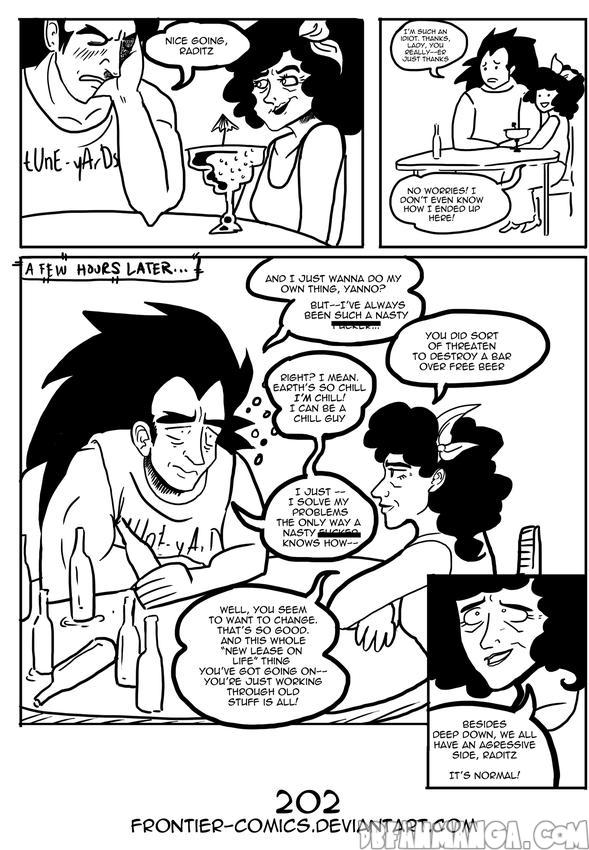 NICE GOING,
RADITZ
tUnE-yArDs
I'M SUCH AN
IDIOT. THANKS,
LADY, YOU
REALLY--ER
JUST THANKS
NO WORRIES! I
DON'T EVEN KNOW
HOW I ENDED UP
HERE!
A FEW HOURS LATER...
AND I JUST WANNA DO MY
OWN THING, YANNO?
BUT--I'VE ALWAYS
BEEN SUCH A NASTY
FUCKER...
YOU DID SORT
OF THREATEN
TO DESTROY A BAR
OVER FREE BEER
RIGHT? I MEAN.
EARTH'S SO CHILL
I'M CHILL!
I CAN BE A
CHILL GUY
I JUST --
I SOLVE MY
PROBLEMS
THE ONLY WAY A
NASTY FUCKER
KNOWS HOW--
WELL, YOU SEEM
TO WANT TO CHANGE.
THAT'S SO GOOD.
AND THIS WHOLE
"NEW LEASE ON
LIFE" THING
YOU'VE GOT GOING ON--
YOU'RE JUST WORKING
THROUGH OLD
STUFF IS ALL!
BESIDES
DEEP DOWN, WE ALL
HAVE AN AGRESSIVE
SIDE, RADITZ
IT'S NORMAL!
202
FRONTIER-COMICS.DEVIANTART.COM
DBFANMANGA.COM